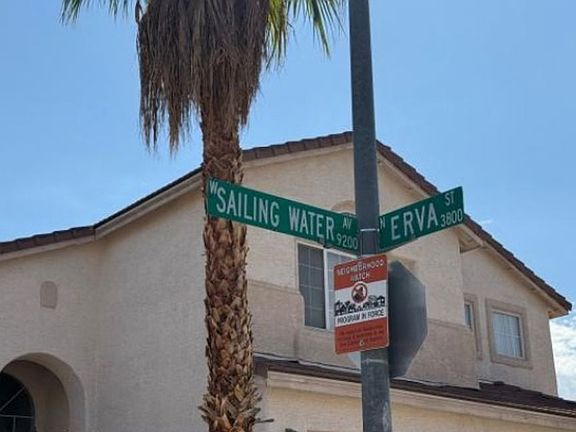 W SAILING WATER AV 9200
N ERVA ST 3800
NEIGHBORHOOD
WATCH
PROGRAM IN FORCE